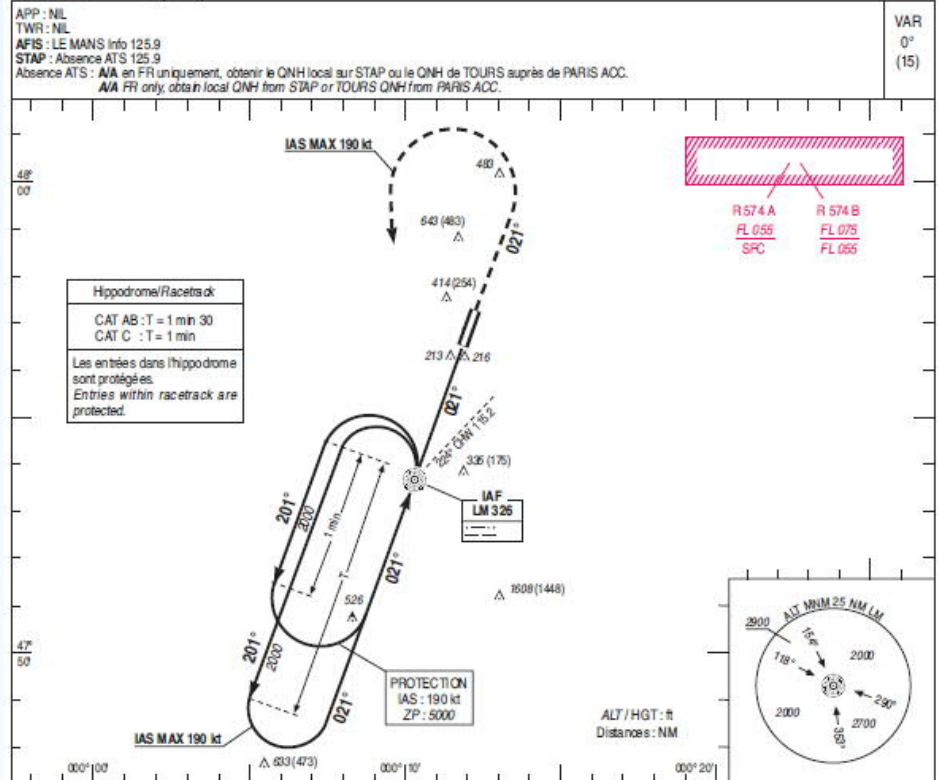 APP : NIL
TWR : NIL
AFIS : LE MANS Info 125.9
STAP : Absence ATS 125.9
Absence ATS : A/A en FR uniquement, obtenir le QNH local sur STAP ou le QNH de TOURS auprès de PARIS ACC.
A/A FR only, obtain local QNH from STAP or TOURS QNH from PARIS ACC.
VAR
0°
(15)
IAS MAX 190 kt
483
48°
00'
R 574 A
FL 055
SFC
R 574 B
FL 075
FL 055
643 (483)
021°
414 (254)
Hippodrome/Racetrack
CAT AB : T = 1 min 30
CAT C : T = 1 min
Les entrées dans l'hippodrome
sont protégées.
Entries within racetrack are
protected.
213
216
021°
224° CHW 115.2
335 (175)
IAF
LM 326
201°
2000
1 min
T
021°
526
1608 (1448)
47°
50'
201°
2000
021°
PROTECTION
IAS : 190 kt
ZP : 5000
IAS MAX 190 kt
633 (473)
ALT / HGT : ft
Distances : NM
ALT MNM 25 NM LM
2900
154°
2000
118°
290°
2000
2700
353°
000° 00'
000° 10'
000° 20'